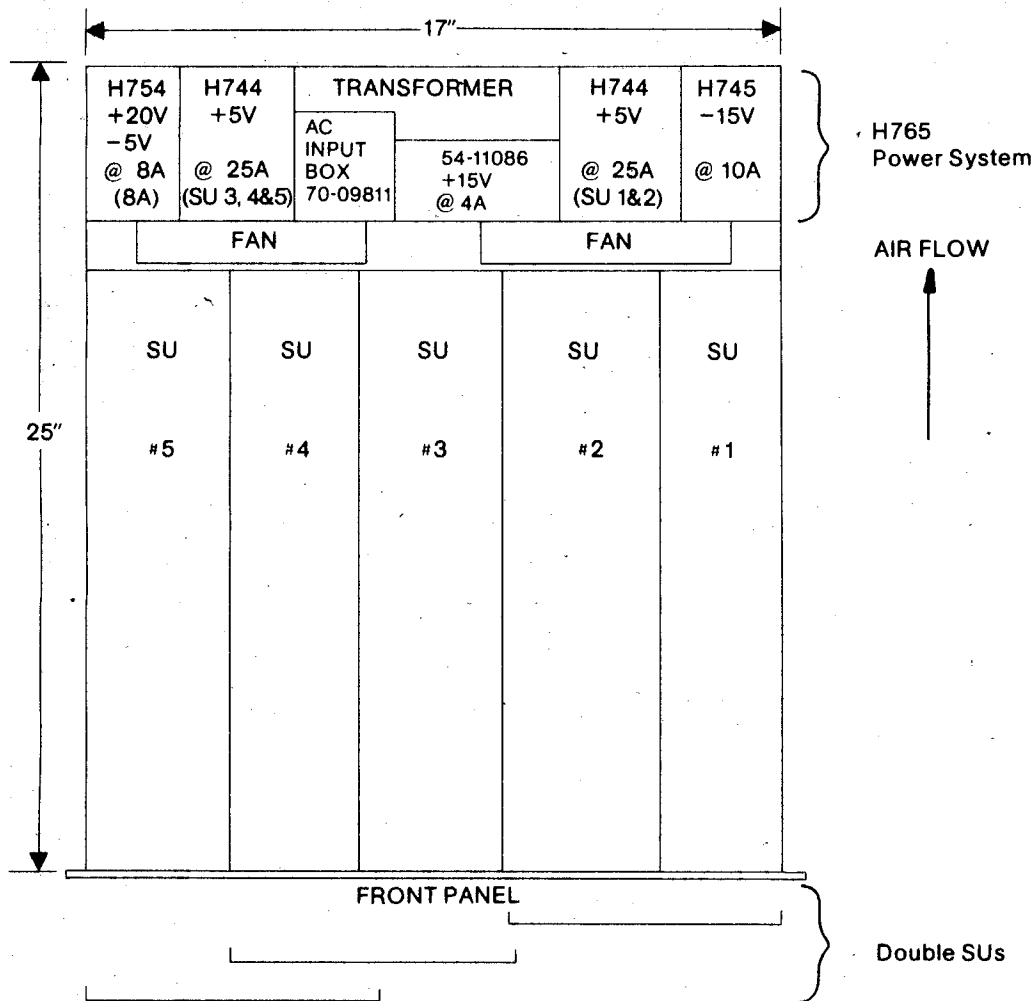 17″
H754
+20V
−5V
@ 8A
(8A)
H744
+5V
@ 25A
(SU 3, 4&5)
TRANSFORMER
AC
INPUT
BOX
70-09811
54-11086
+15V
@ 4A
H744
+5V
@ 25A
(SU 1&2)
H745
−15V
@ 10A
H765
Power System
FAN
FAN
AIR FLOW
25″
SU
#5
SU
#4
SU
#3
SU
#2
SU
#1
FRONT PANEL
Double SUs